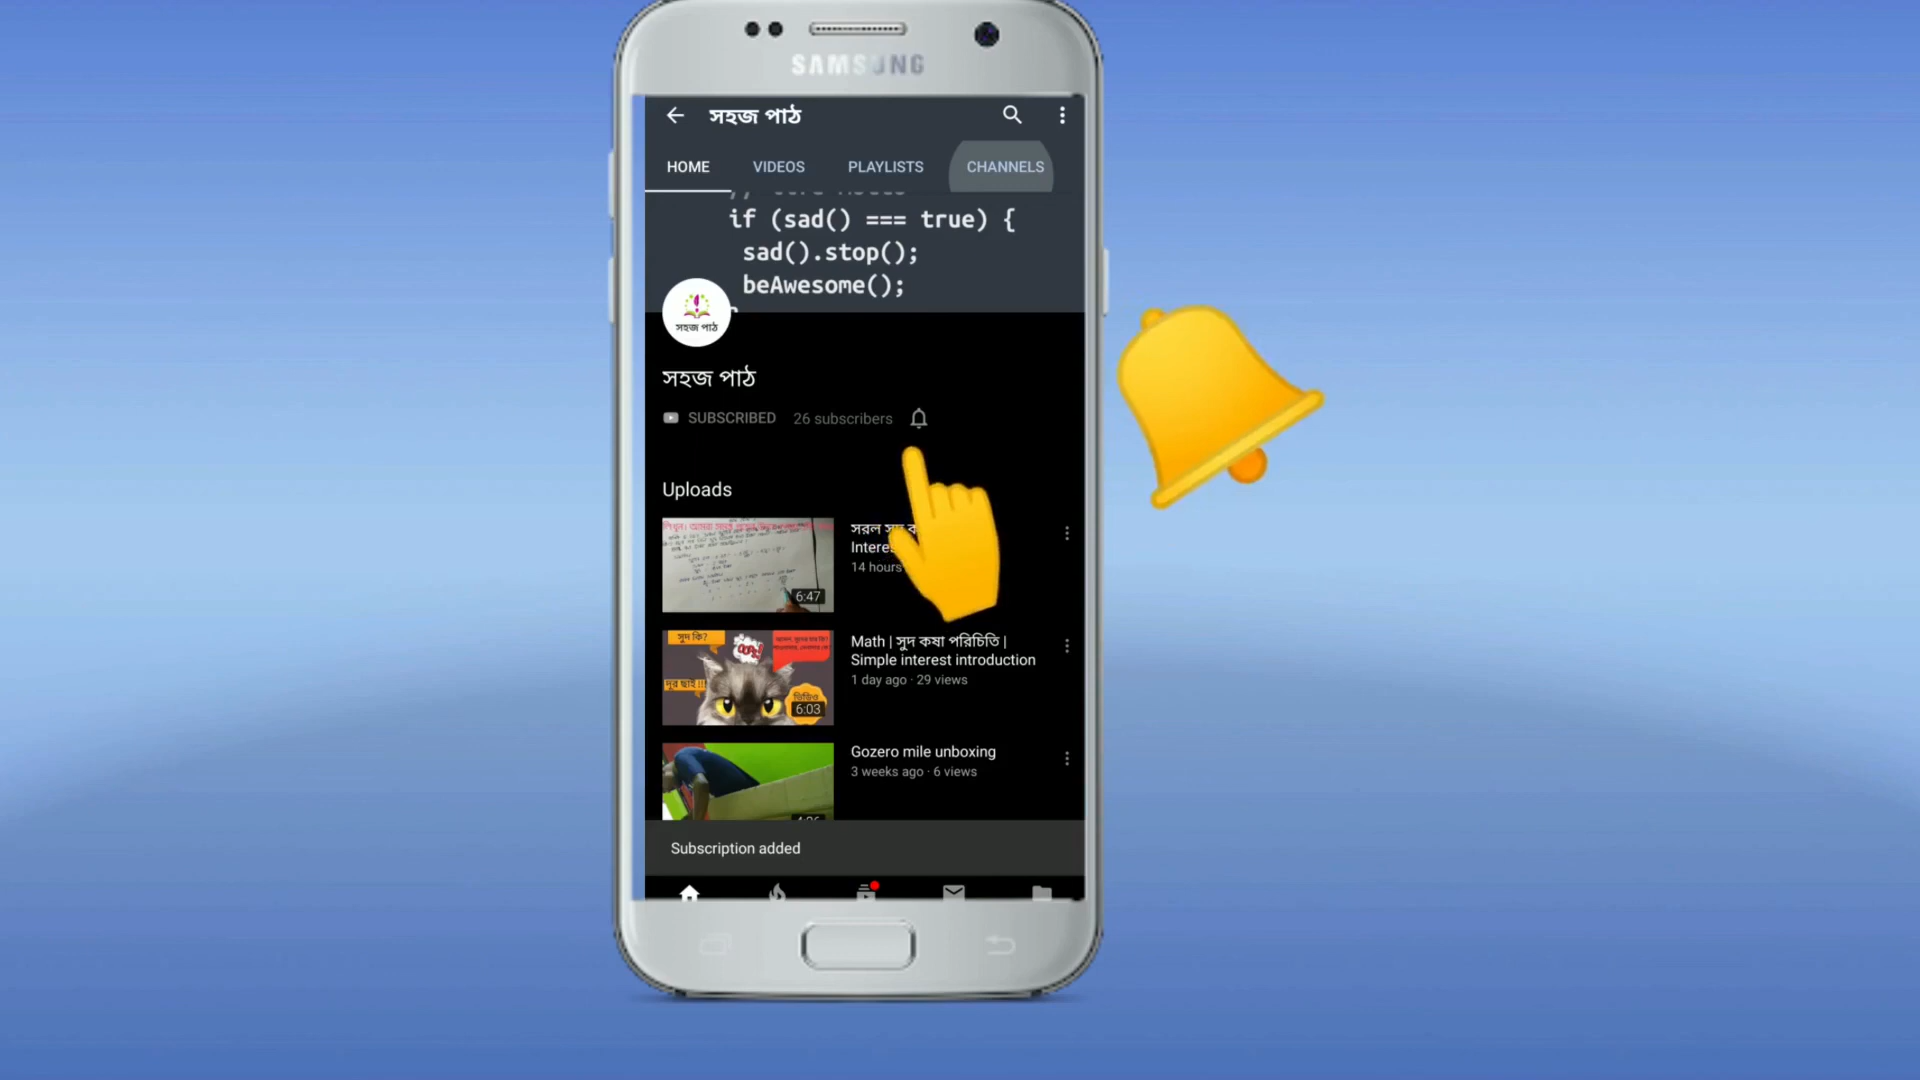 SAMSUNG
সহজ পাঠ
HOME VIDEOS PLAYLISTS CHANNELS
if (sad() === true) {
sad().stop();
beAwesome();
সহজ পাঠ
সহজ পাঠ
SUBSCRIBED 26 subscribers
Uploads
সরল
14 hours
6:47
সুদ কি?
দুর ছাই !!!
6:03
Math | সুদ কষা পরিচিতি |
Simple interest introduction
1 day ago · 29 views
Gozero mile unboxing
3 weeks ago · 6 views
Subscription added